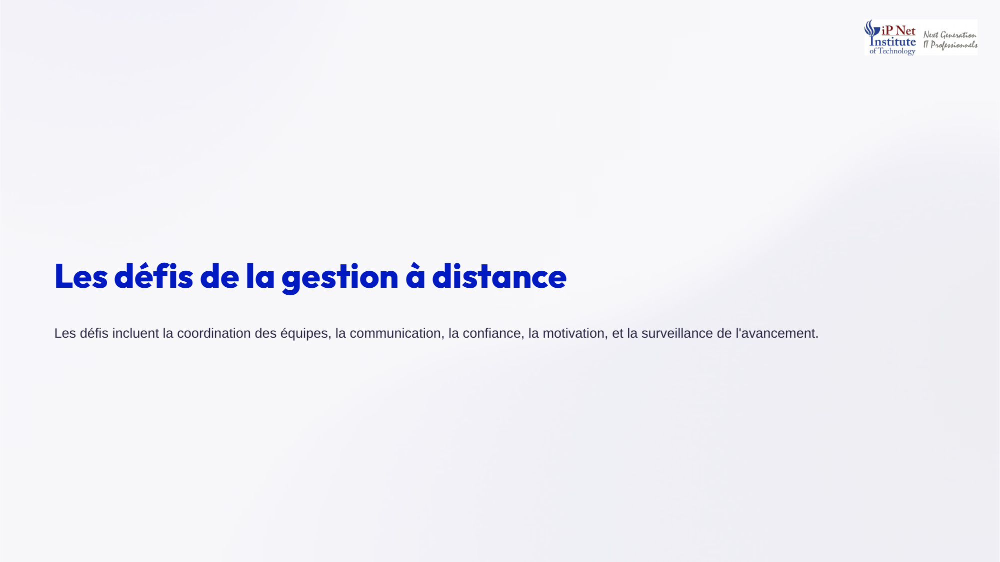 iP Net
Institute
of Technology
Next Generation
IT Professionnels
Les défis de la gestion à distance
Les défis incluent la coordination des équipes, la communication, la confiance, la motivation, et la surveillance de l'avancement.